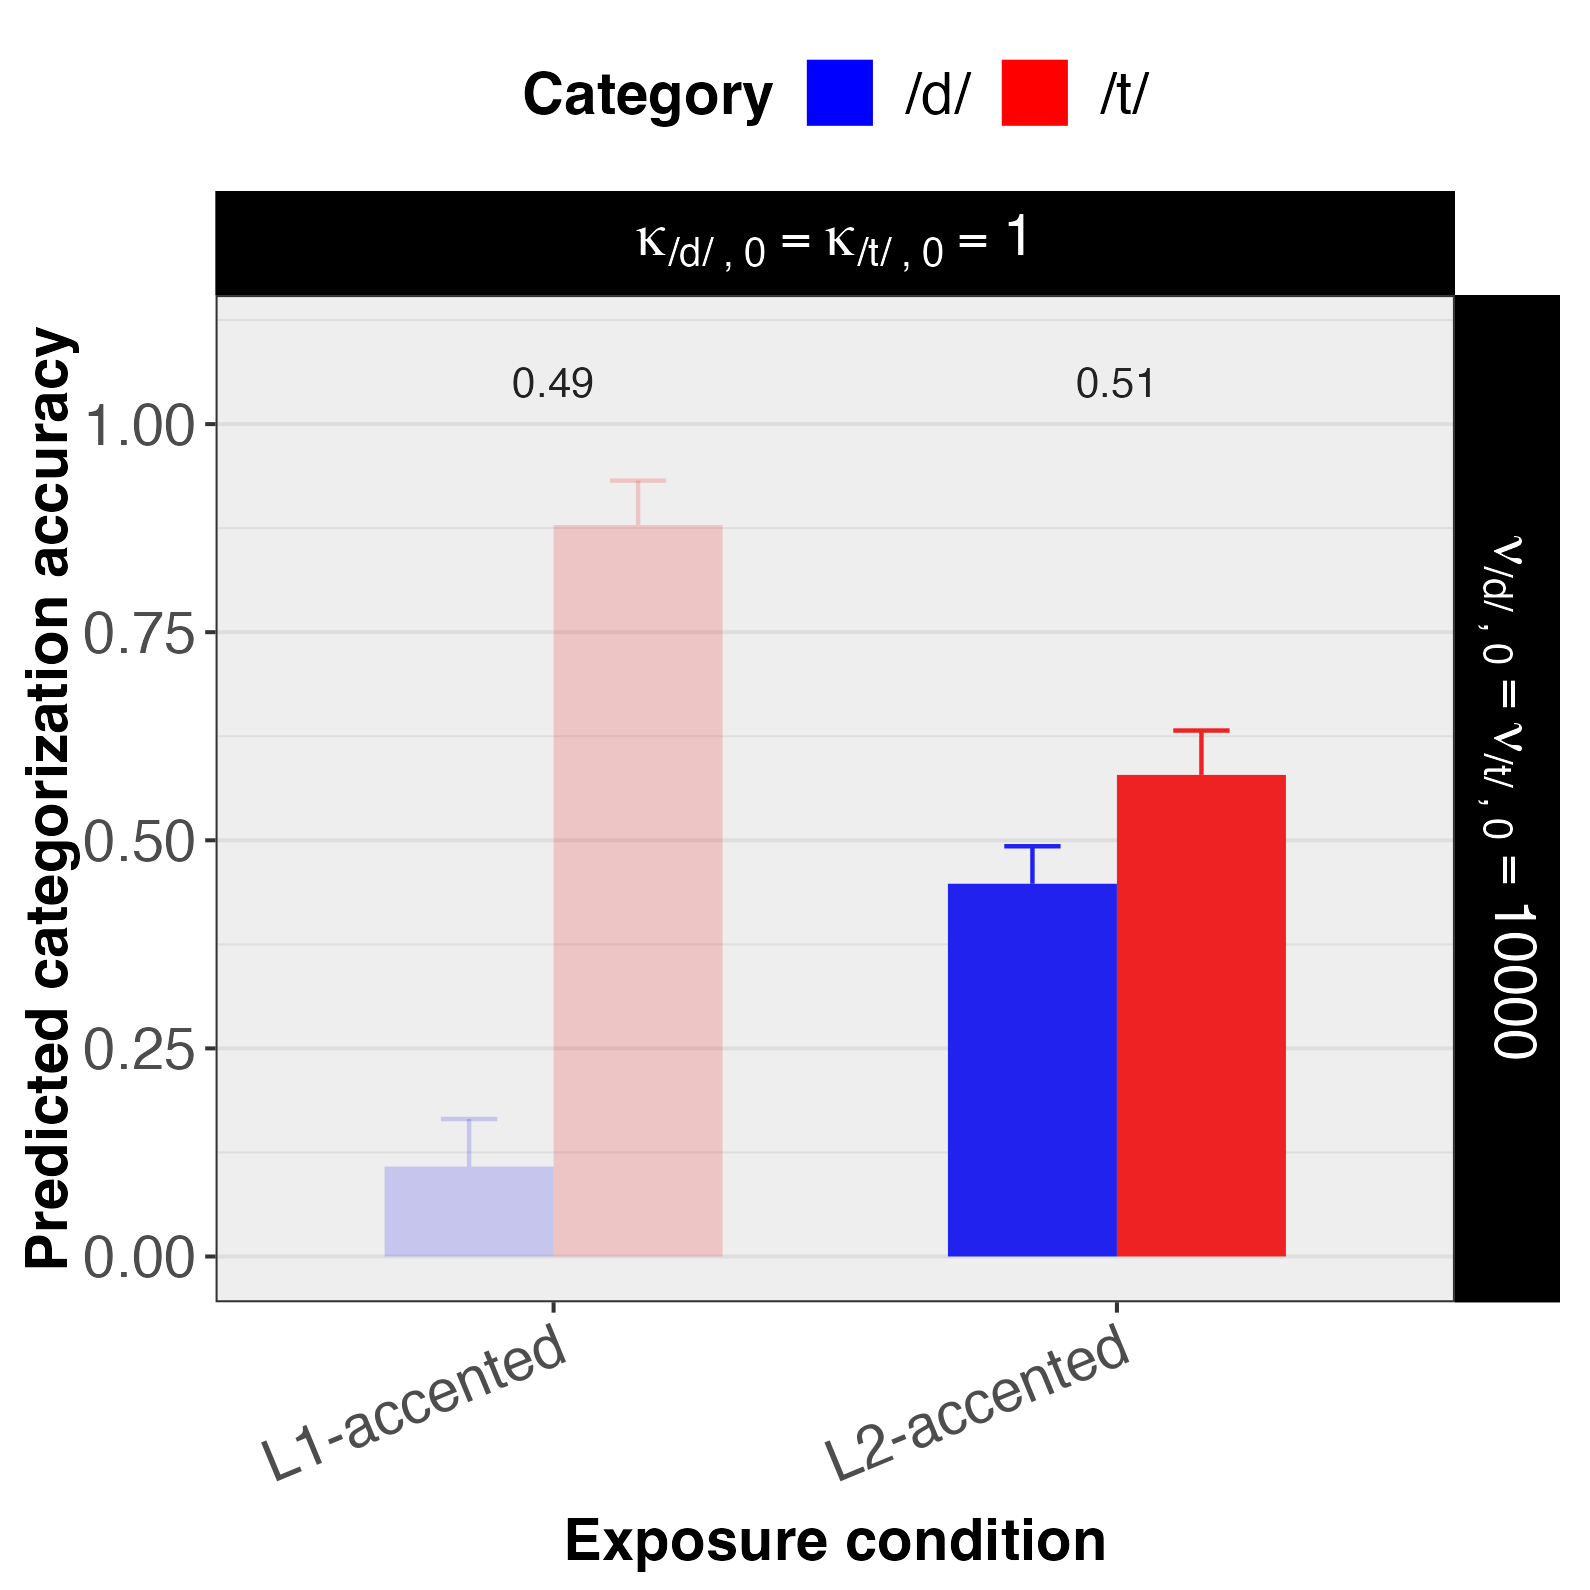 Category /d/ /t/
κ/d/ , 0 = κ/t/ , 0 = 1
0.49 0.51
1.00
0.75
0.50
0.25
0.00
Predicted categorization accuracy
ν/d/ , 0 = ν/t/ , 0 = 10000
L1-accented L2-accented
Exposure condition